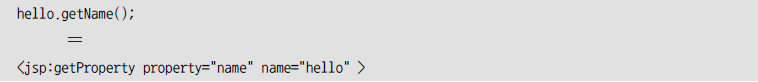 hello.getName();
=
<jsp:getProperty property="name" name="hello" >